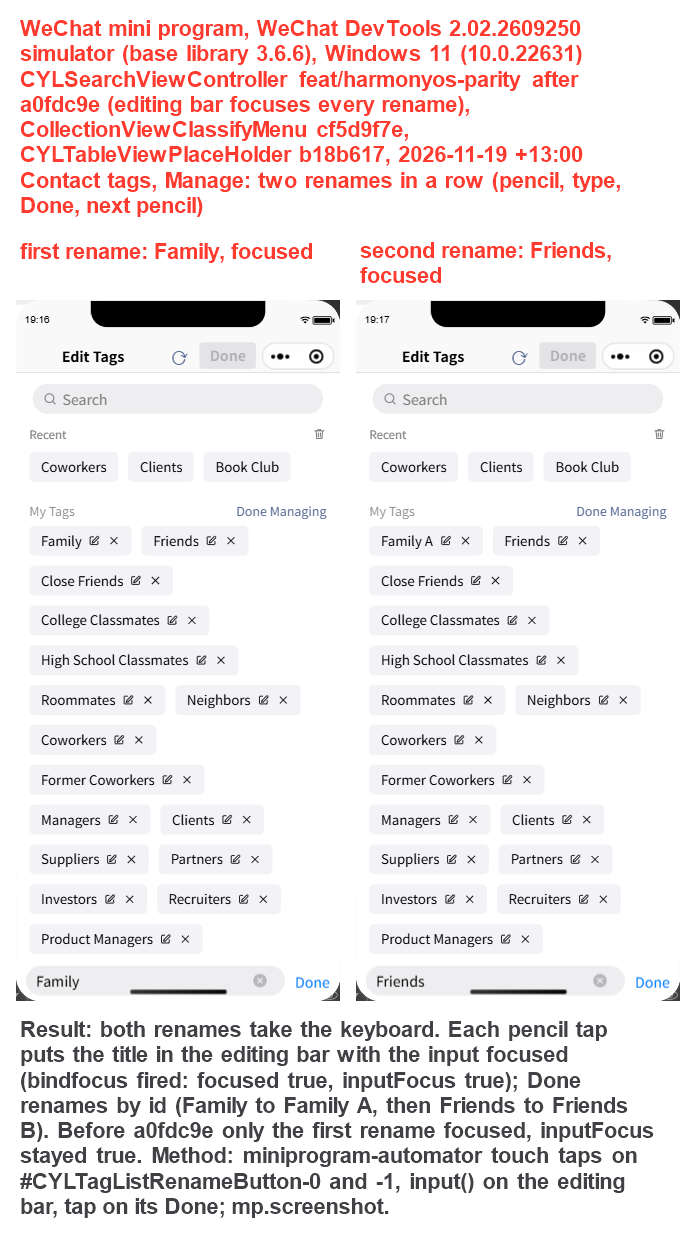 WeChat mini program, WeChat DevTools 2.02.2609250
simulator (base library 3.6.6), Windows 11 (10.0.22631)
CYLSearchViewController feat/harmonyos-parity after
a0fdc9e (editing bar focuses every rename),
CollectionViewClassifyMenu cf5d9f7e,
CYLTableViewPlaceHolder b18b617, 2026-11-19 +13:00
Contact tags, Manage: two renames in a row (pencil, type,
Done, next pencil)
first rename: Family, focused
19:16
Edit Tags
Done
Search
Recent
Coworkers Clients Book Club
My Tags Done Managing
Family Friends
Close Friends
College Classmates
High School Classmates
Roommates Neighbors
Coworkers
Former Coworkers
Managers Clients
Suppliers Partners
Investors Recruiters
Product Managers
Family Done
second rename: Friends,
focused
19:17
Edit Tags
Done
Search
Recent
Coworkers Clients Book Club
My Tags Done Managing
Family A Friends
Close Friends
College Classmates
High School Classmates
Roommates Neighbors
Coworkers
Former Coworkers
Managers Clients
Suppliers Partners
Investors Recruiters
Product Managers
Friends Done
Result: both renames take the keyboard. Each pencil tap
puts the title in the editing bar with the input focused
(bindfocus fired: focused true, inputFocus true); Done
renames by id (Family to Family A, then Friends to Friends
B). Before a0fdc9e only the first rename focused, inputFocus
stayed true. Method: miniprogram-automator touch taps on
#CYLTagListRenameButton-0 and -1, input() on the editing
bar, tap on its Done; mp.screenshot.